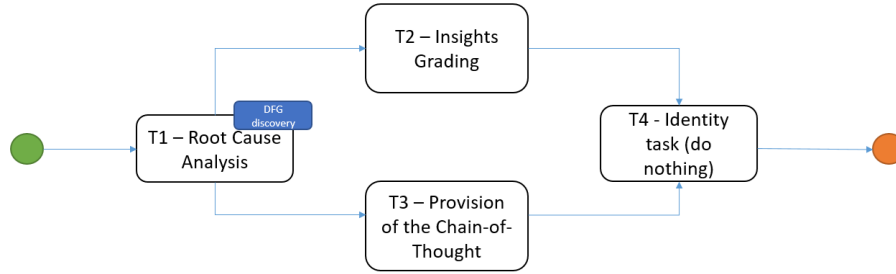 T2 – Insights
Grading
DFG
discovery
T1 – Root Cause
Analysis
T4 - Identity
task (do
nothing)
T3 – Provision
of the Chain-of-
Thought